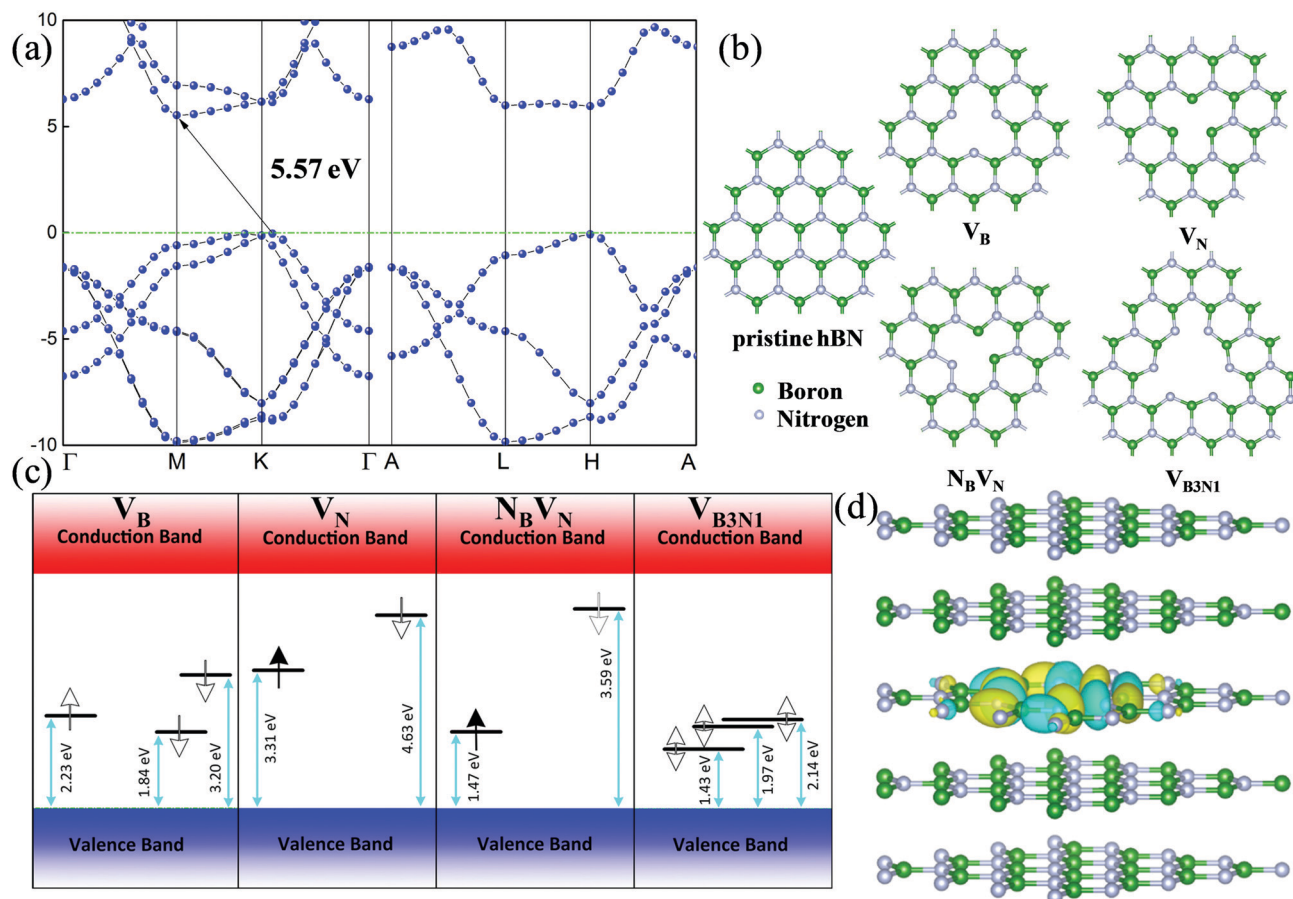 (a)
10
5
0
-5
-10
5.57 eV
Γ
M
K
Γ
A
L
H
A
(b)
pristine hBN
Boron
Nitrogen
V_B
V_N
N_BV_N
V_B3N1
(c)
V_B
Conduction Band
V_N
Conduction Band
N_BV_N
Conduction Band
V_B3N1
Conduction Band
2.23 eV
1.84 eV
3.20 eV
3.31 eV
4.63 eV
1.47 eV
3.59 eV
1.43 eV
1.97 eV
2.14 eV
Valence Band
Valence Band
Valence Band
Valence Band
(d)